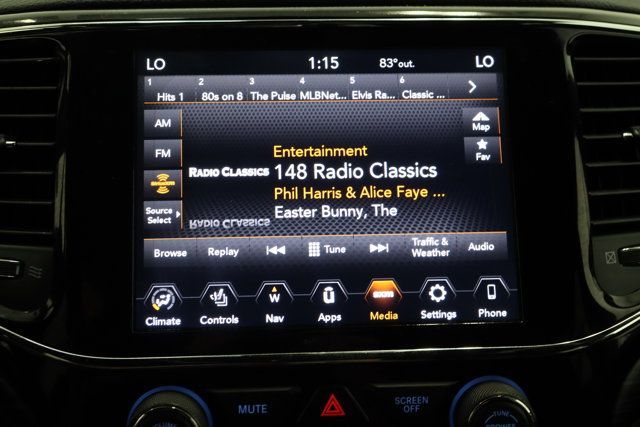 LO 1:15 83°out. LO
1 2 3 4 5 6
Hits 1 80s on 8 The Pulse MLBNet... Elvis Ra... Classic ...
AM
Map
FM
Fav
Entertainment
RADIO CLASSICS 148 Radio Classics
Phil Harris & Alice Faye ...
Easter Bunny, The
Source
Select
Browse Replay Tune Traffic & Weather Audio
W
Climate Controls Nav Apps Media Settings Phone
MUTE SCREEN OFF
VOLUME TUNE
BROWSE